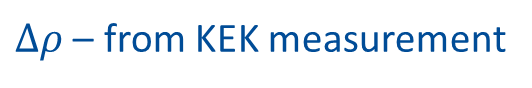 Δρ – from KEK measurement